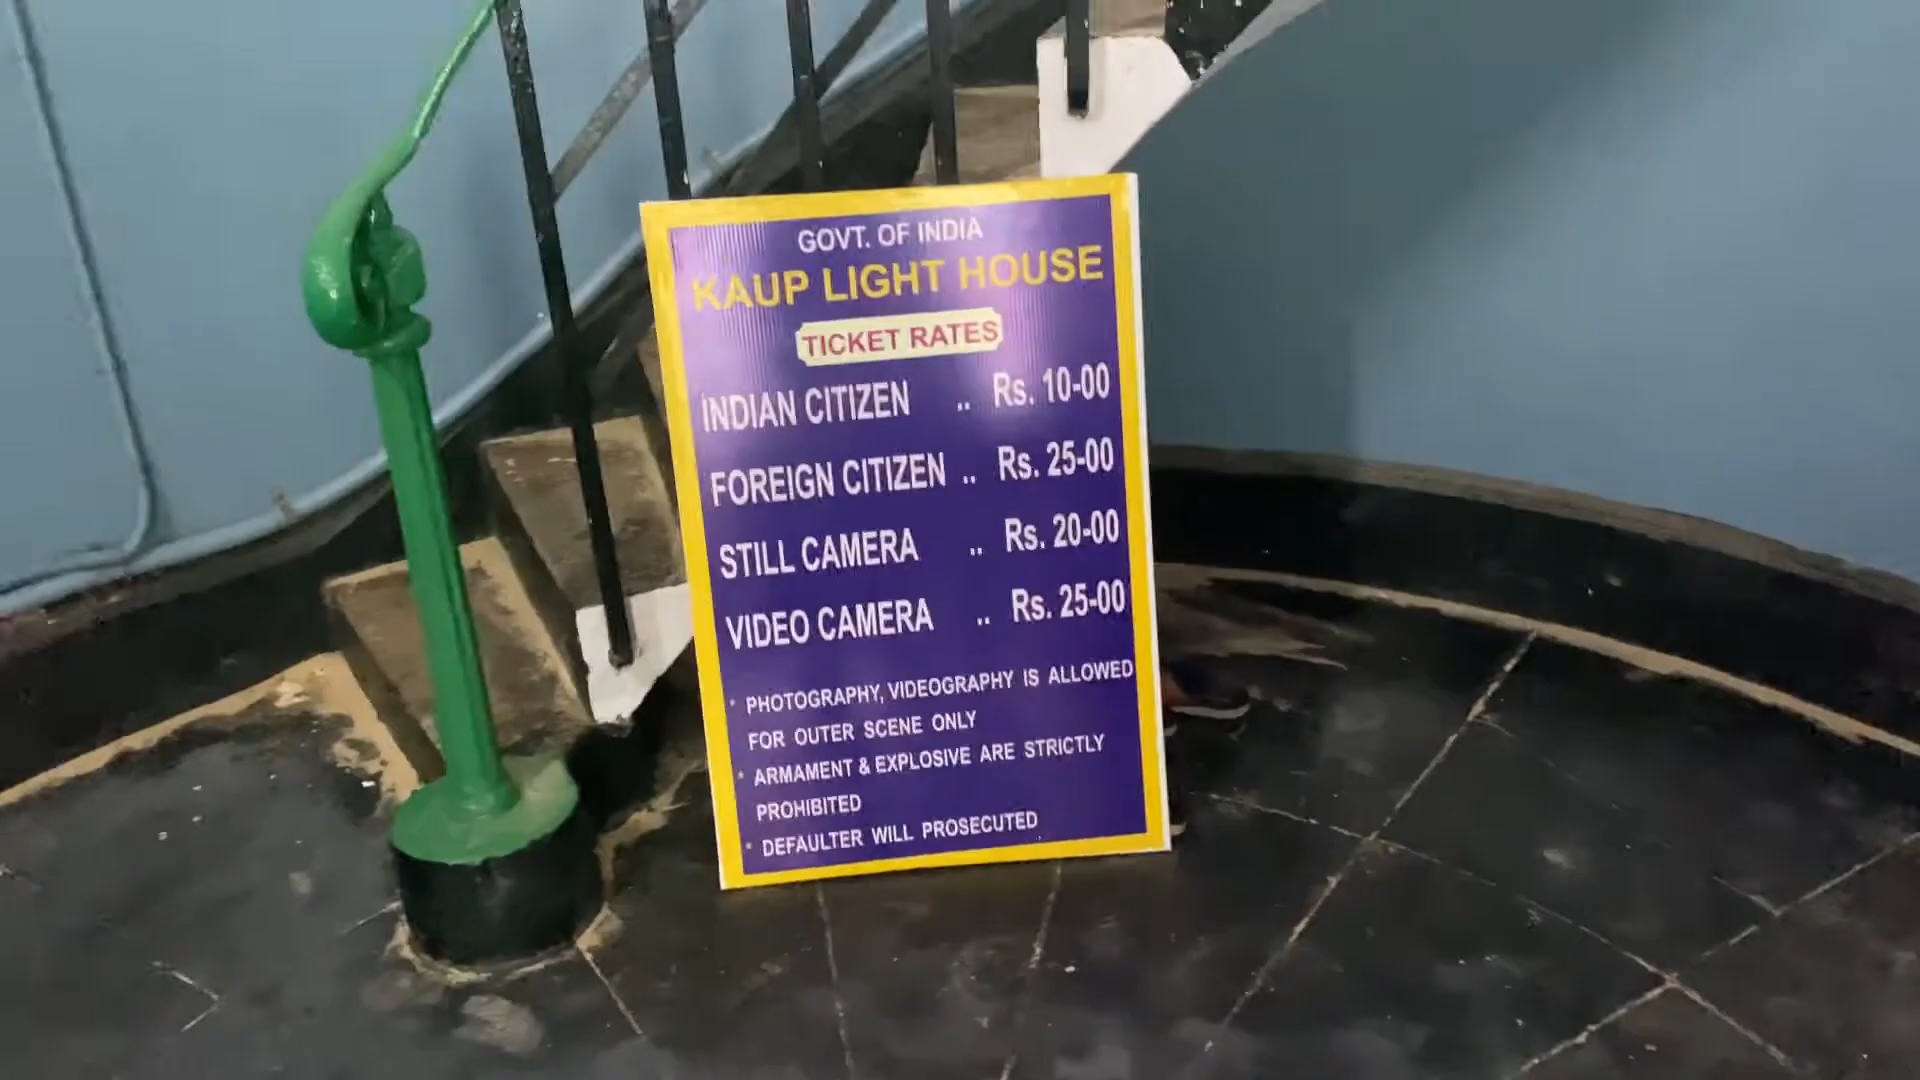 GOVT. OF INDIA
KAUP LIGHT HOUSE
TICKET RATES
INDIAN CITIZEN .. Rs. 10-00
FOREIGN CITIZEN .. Rs. 25-00
STILL CAMERA .. Rs. 20-00
VIDEO CAMERA .. Rs. 25-00
* PHOTOGRAPHY, VIDEOGRAPHY IS ALLOWED
FOR OUTER SCENE ONLY
* ARMAMENT & EXPLOSIVE ARE STRICTLY
PROHIBITED
* DEFAULTER WILL PROSECUTED